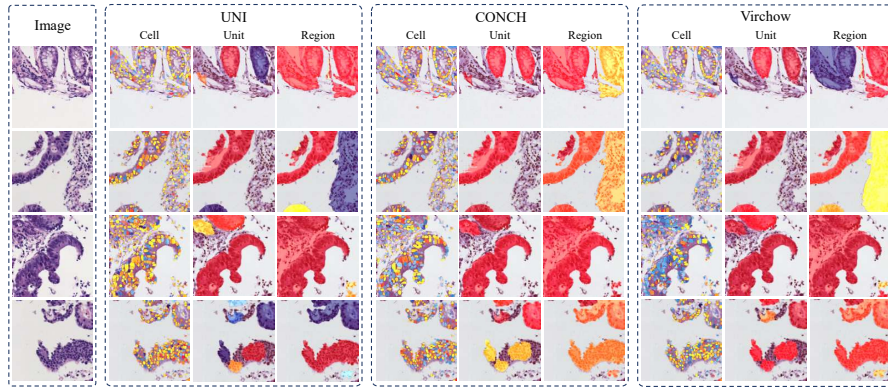 Image
UNI
CONCH
Virchow
Cell Unit Region
Cell Unit Region
Cell Unit Region